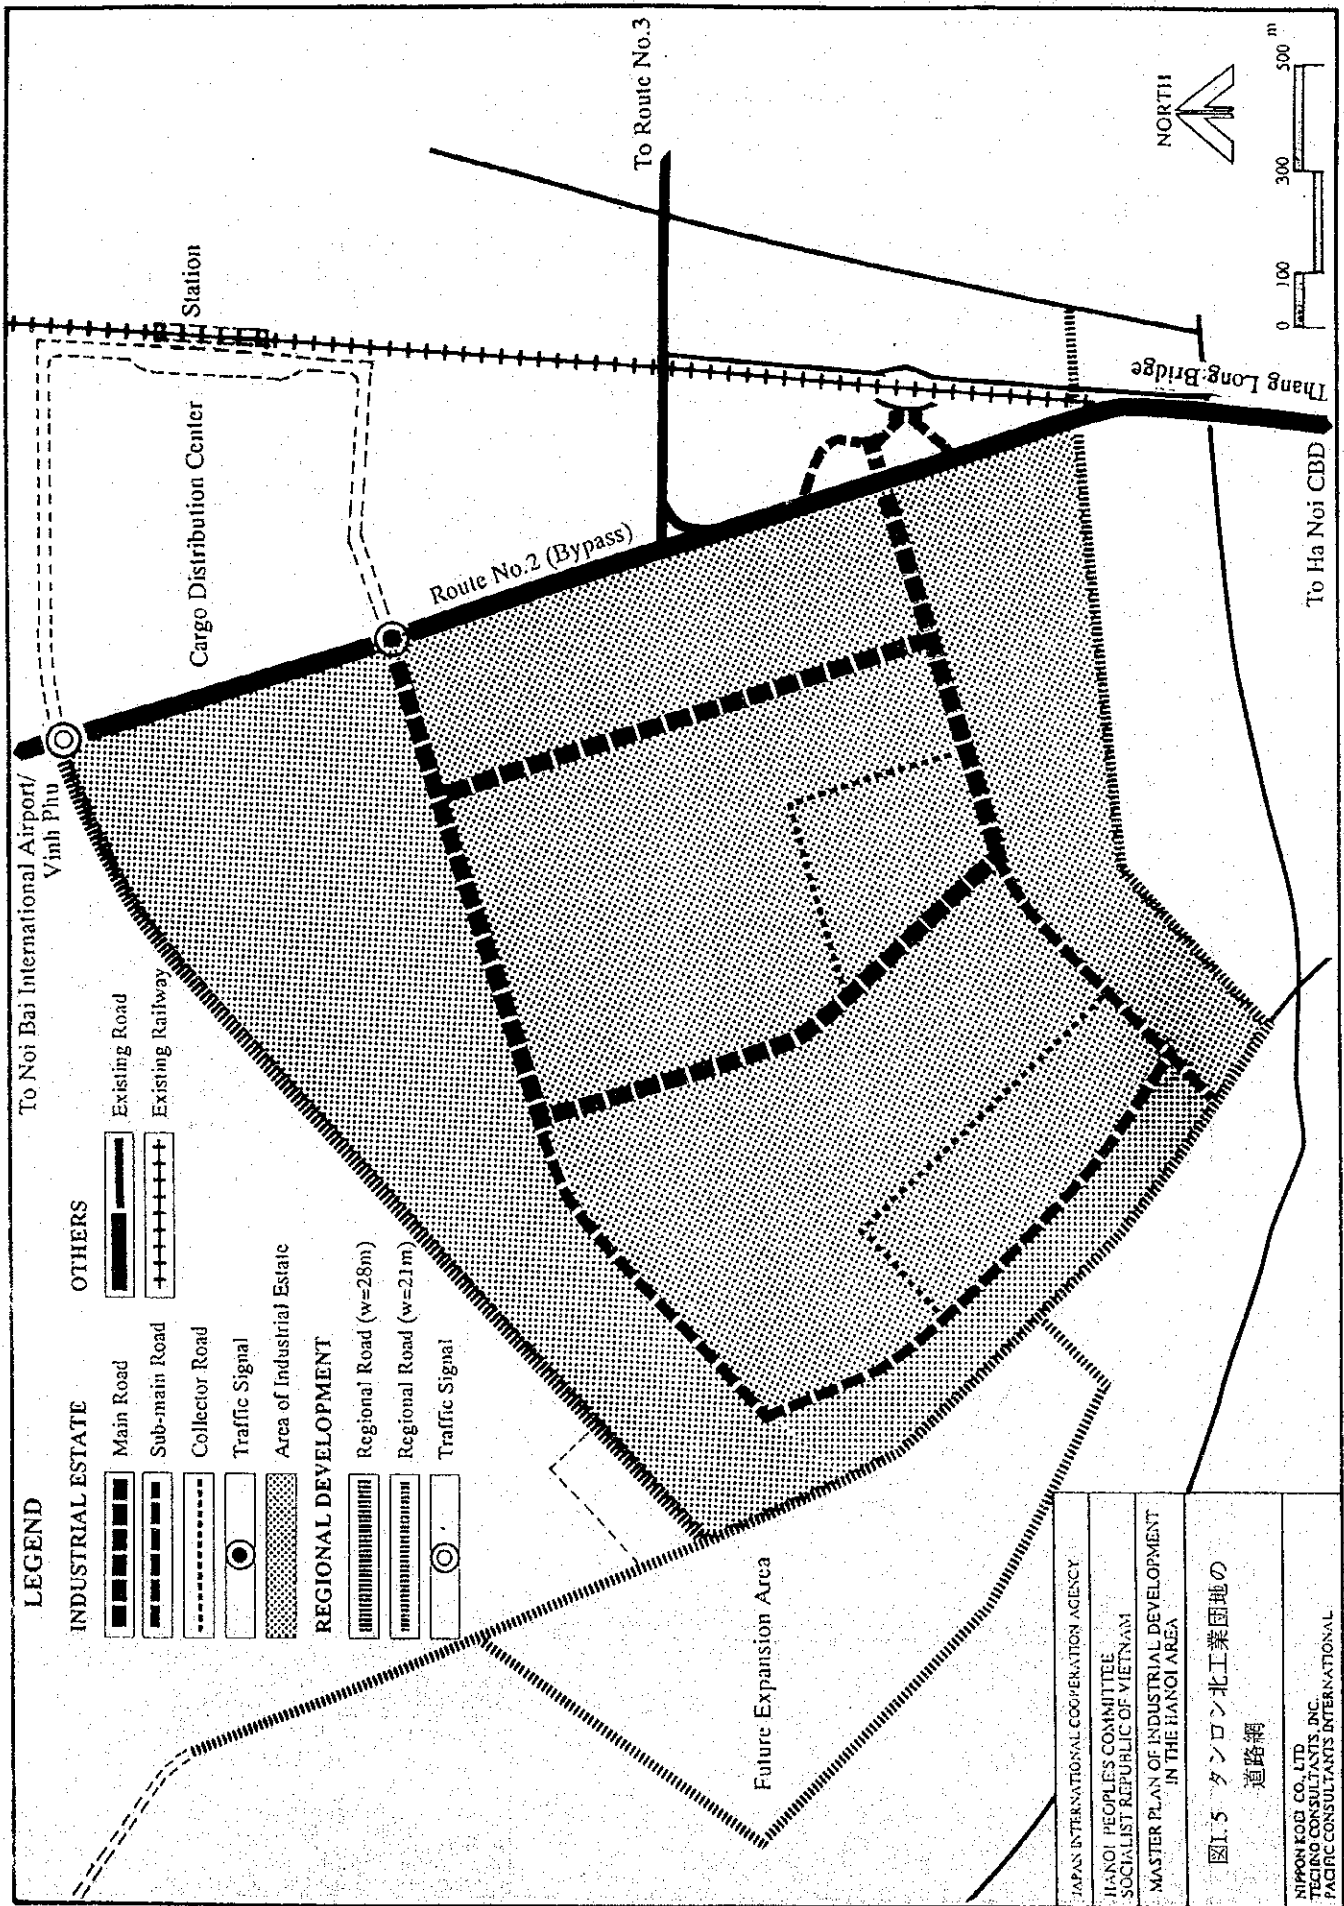 LEGEND
INDUSTRIAL ESTATE
Main Road
Sub-main Road
Collector Road
Traffic Signal
Area of Industrial Estate
REGIONAL DEVELOPMENT
Regional Road (w=28m)
Regional Road (w=21m)
Traffic Signal
OTHERS
Existing Road
Existing Railway
To Noi Bai International Airport/
Vinh Phu
Cargo Distribution Center
Station
Route No.2 (Bypass)
To Route No.3
Thang Long Bridge
To Ha Noi CBD
Future Expansion Area
NORTH
0 100 300 500 m
JAPAN INTERNATIONAL COOPERATION AGENCY
HANOI PEOPLE'S COMMITTEE
SOCIALIST REPUBLIC OF VIETNAM
MASTER PLAN OF INDUSTRIAL DEVELOPMENT
IN THE HANOI AREA
図I.5 タンロン北工業団地の
道路網
NIPPON KOEI CO., LTD
TECHNO CONSULTANTS, INC.
PACIFIC CONSULTANTS INTERNATIONAL